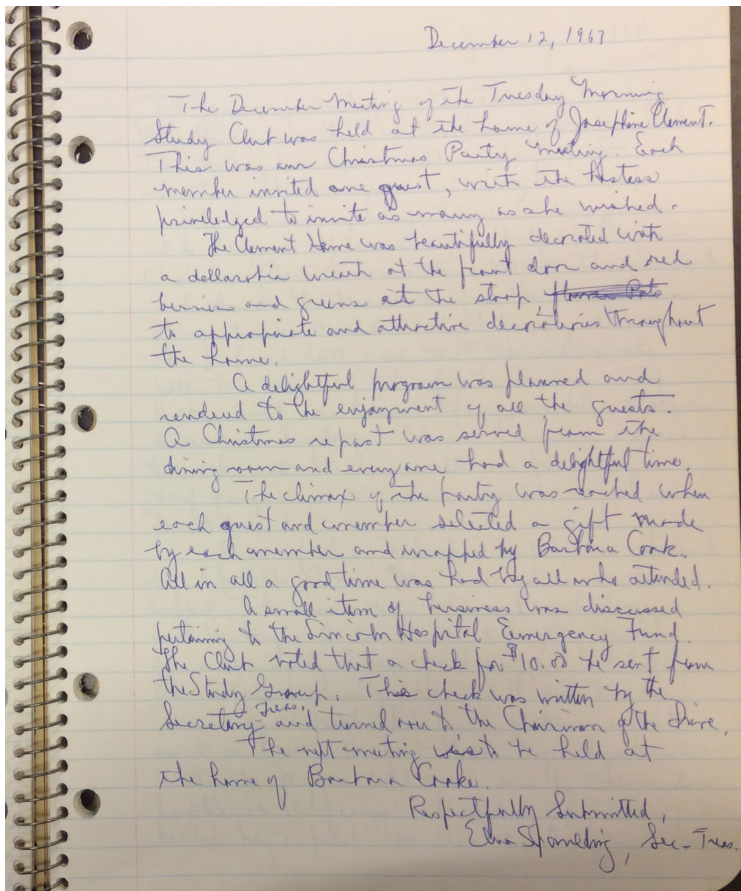 December 12, 1967
The December Meeting of the Tuesday Morning
Study Club was held at the home of Josephine Clement.
This was our Christmas Party Meeting. Each
member invited one guest, with the hostess
priviledged to invite as many as she wished.
The Clement Home was beautifully decorated with
a wreath at the front door and red
berries and greens at the stoop
to appropriate and attractive decorations throughout
the home.
A delightful program was planned and
rendered to the enjoyment of all the guests.
A Christmas repast was served from the
dining room and everyone had a delightful time.
The climax of the party was reached when
each guest and member selected a gift made
by each member and wrapped by Barbara Cook.
All in all a good time was had by all who attended.
A small item of business was discussed
pertaining to the Lincoln Hospital Emergency Fund.
The Club voted that a check for $10.00 be sent from
the Study Group. This check was written by the
Secretary-Treas. and turned over to the Chairman of the Drive.
The next meeting is to be held at
the home of Barbara Cooke.
Respectfully Submitted,
Elna Spaulding, Sec-Treas.